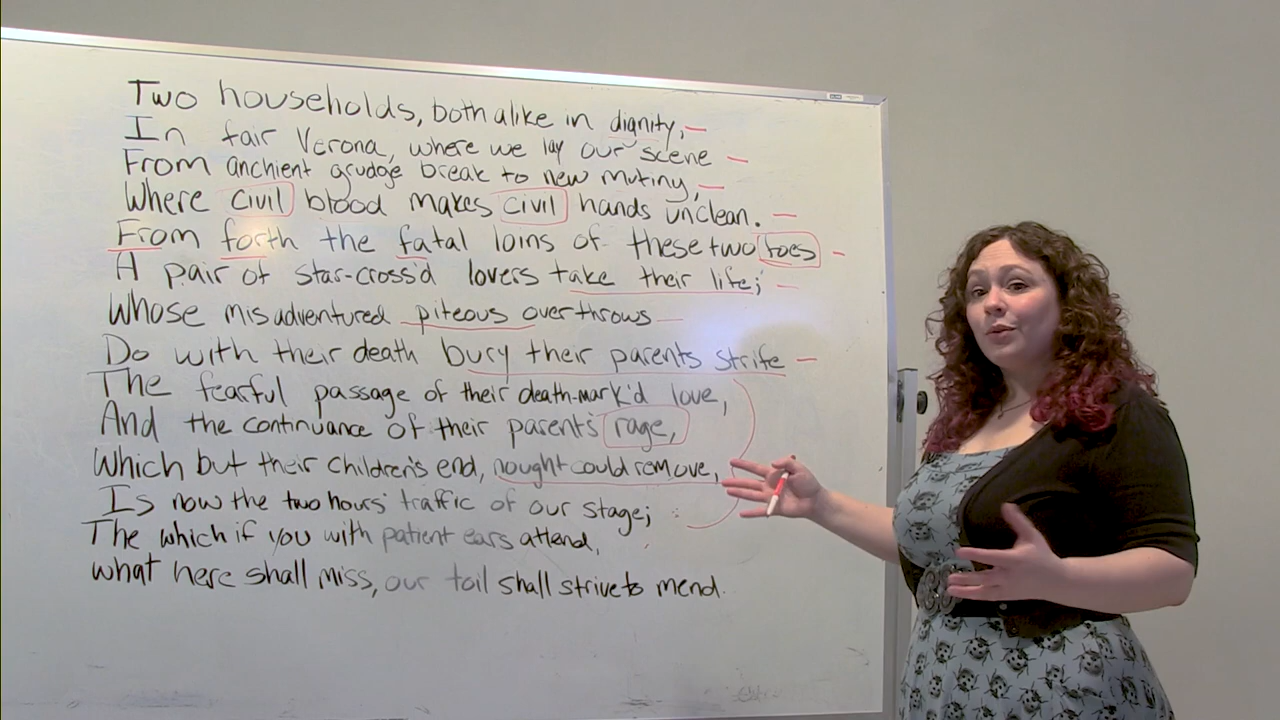 Two households, both alike in dignity,
In fair Verona, where we lay our scene
From anchient grudge break to new mutiny,
Where civil blood makes civil hands unclean.
From forth the fatal loins of these two foes
A pair of star-cross'd lovers take their life;
Whose misadventured piteous overthrows
Do with their death bury their parents strife
The fearful passage of their death-mark'd love,
And the continuance of their parents' rage,
Which but their children's end, nought could remove,
Is now the two hours' traffic of our stage;
The which if you with patient ears attend,
what here shall miss, our toil shall strive to mend.